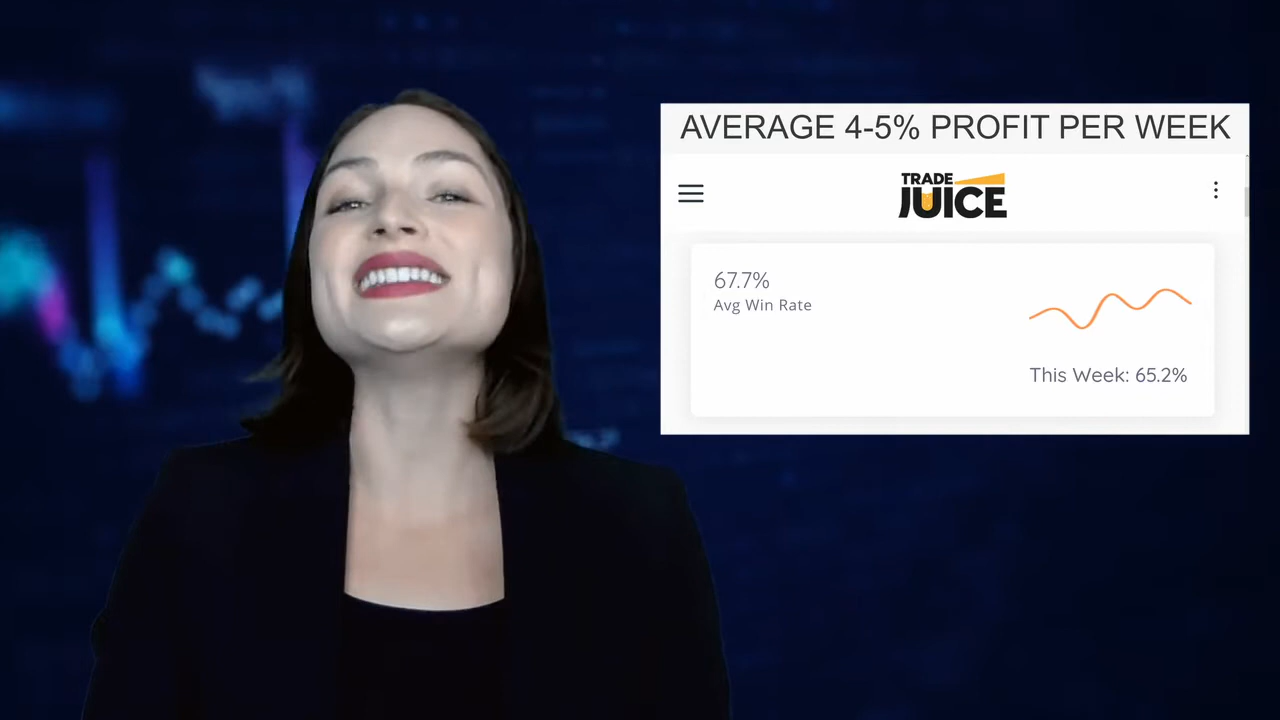 AVERAGE 4-5% PROFIT PER WEEK
TRADE
JUICE
67.7%
Avg Win Rate
This Week: 65.2%